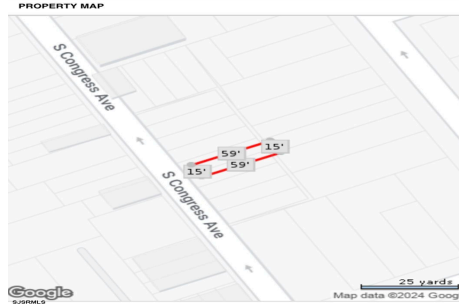 PROPERTY MAP
S Congress Ave
59'
15'
59'
15'
S Congress Ave
25 yards
Google
Map data ©2024 Goog
SJSRMLS